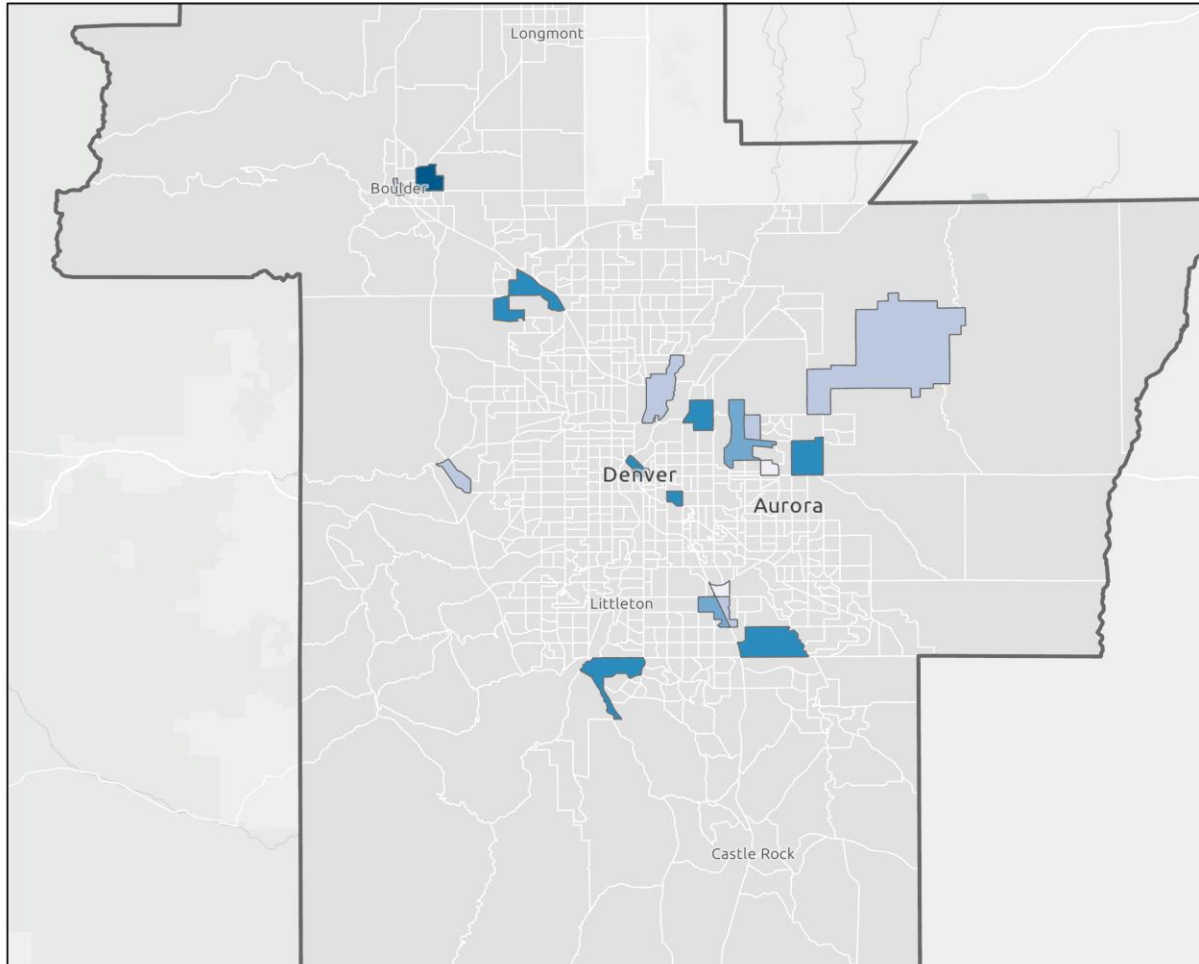 Longmont
Boulder
Denver
Aurora
Littleton
Castle Rock